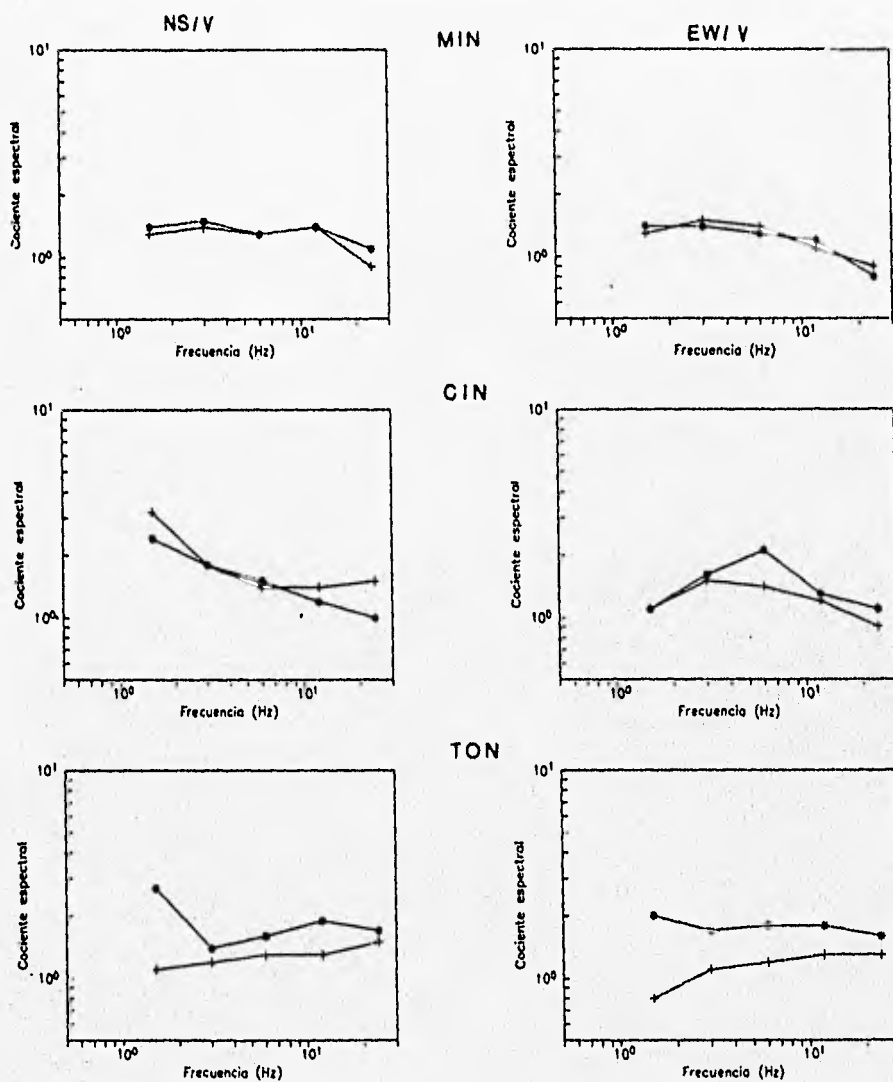 NS/V
MIN
EW/V
10¹
10⁰
Cociente espectral
10⁰
10¹
Frecuencia (Hz)
10¹
10⁰
Cociente espectral
10⁰
10¹
Frecuencia (Hz)
CIN
10¹
10⁰
Cociente espectral
10⁰
10¹
Frecuencia (Hz)
10¹
10⁰
Cociente espectral
10⁰
10¹
Frecuencia (Hz)
TON
10¹
10⁰
Cociente espectral
10⁰
10¹
Frecuencia (Hz)
10¹
10⁰
Cociente espectral
10⁰
10¹
Frecuencia (Hz)